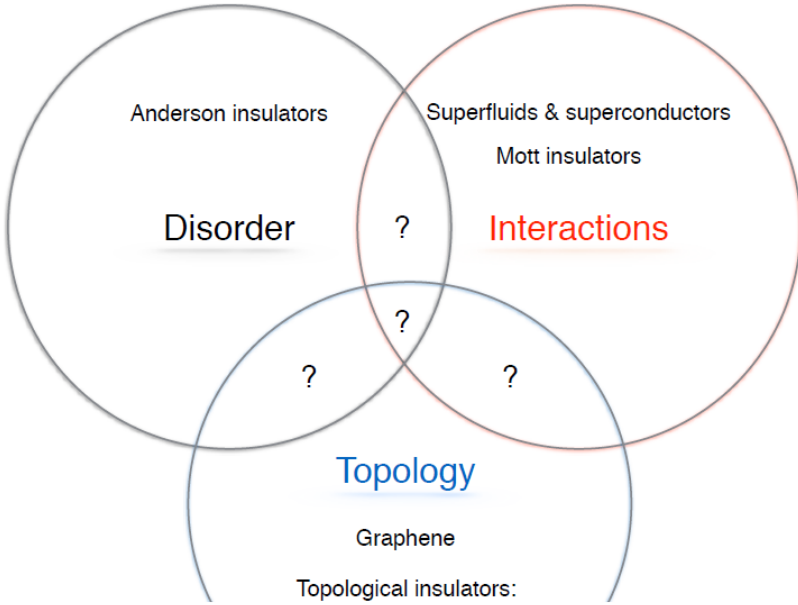 Anderson insulators
Superfluids & superconductors
Mott insulators
Disorder
?
Interactions
?
?
?
Topology
Graphene
Topological insulators: